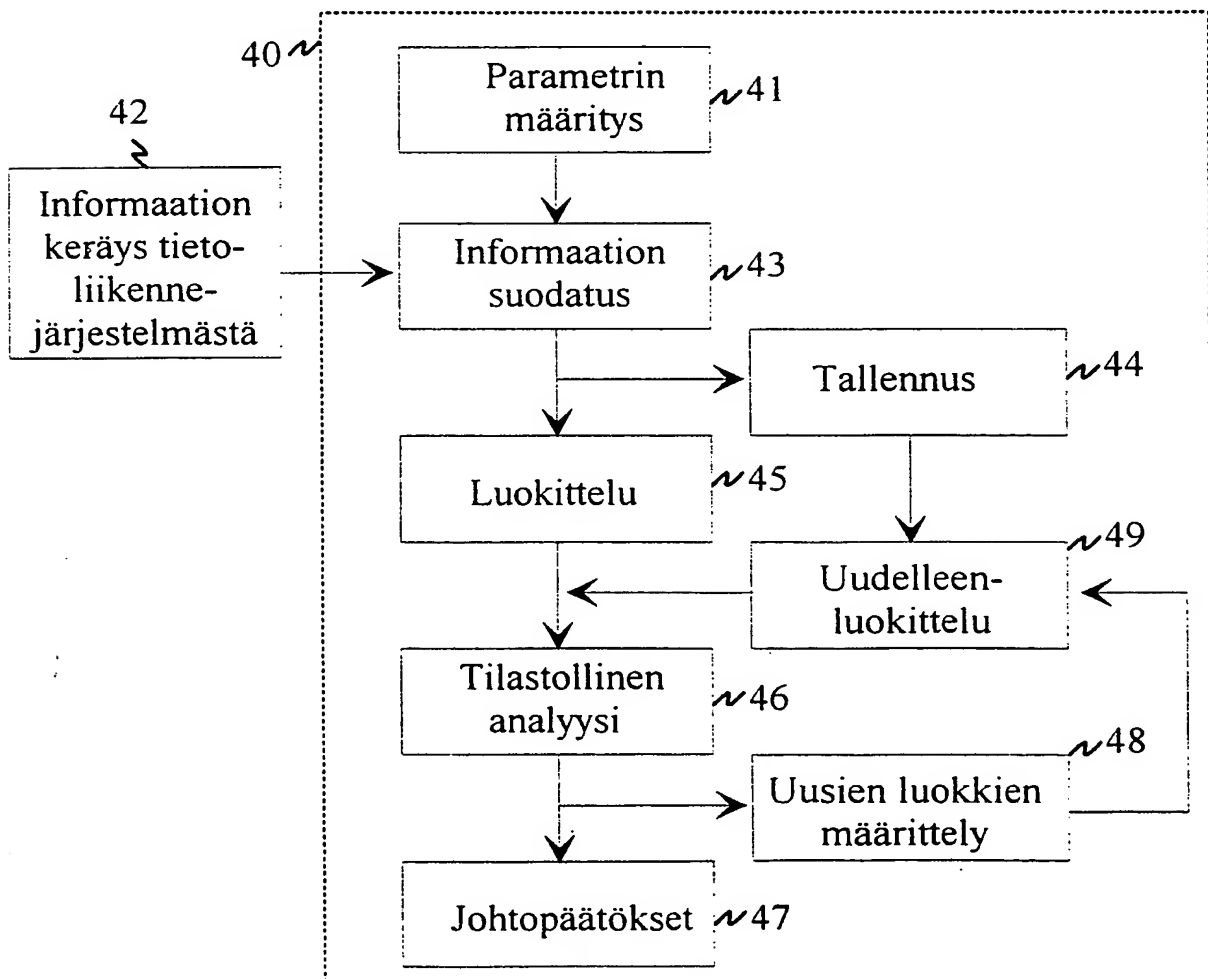 40
Parametrin
määritys
41
42
Informaation
keräys tieto-
liikenne-
järjestelmästä
Informaation
suodatus
43
Tallennus
44
Luokittelu
45
49
Uudelleen-
luokittelu
Tilastollinen
analyysi
46
48
Uusien luokkien
määrittely
Johtopäätökset
47